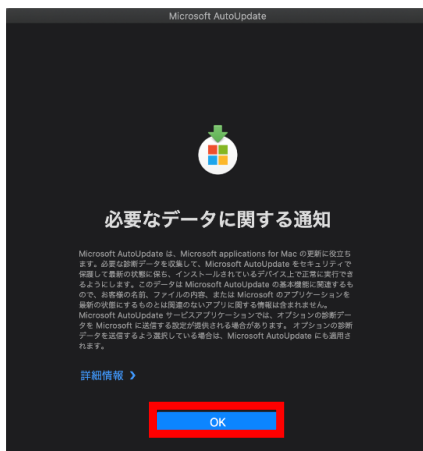 Microsoft AutoUpdate
必要なデータに関する通知
Microsoft AutoUpdate は、Microsoft applications for Mac の更新に役立ち
ます。必要な診断データを収集して、Microsoft AutoUpdate をセキュリティで
保護して最新の状態に保ち、インストールされているデバイス上で正常に実行でき
るようにします。このデータは Microsoft AutoUpdate の基本機能に関連するも
ので、お客様の名前、ファイルの内容、または Microsoft のアプリケーションを
最新の状態にするものとは関連のないアプリに関する情報は含まれません。
Microsoft AutoUpdate サービスアプリケーションでは、オプションの診断デー
タを Microsoft に送信する設定が提供される場合があります。 オプションの診断
データを送信するよう選択している場合は、Microsoft AutoUpdate にも適用さ
れます。
詳細情報 ❯
OK